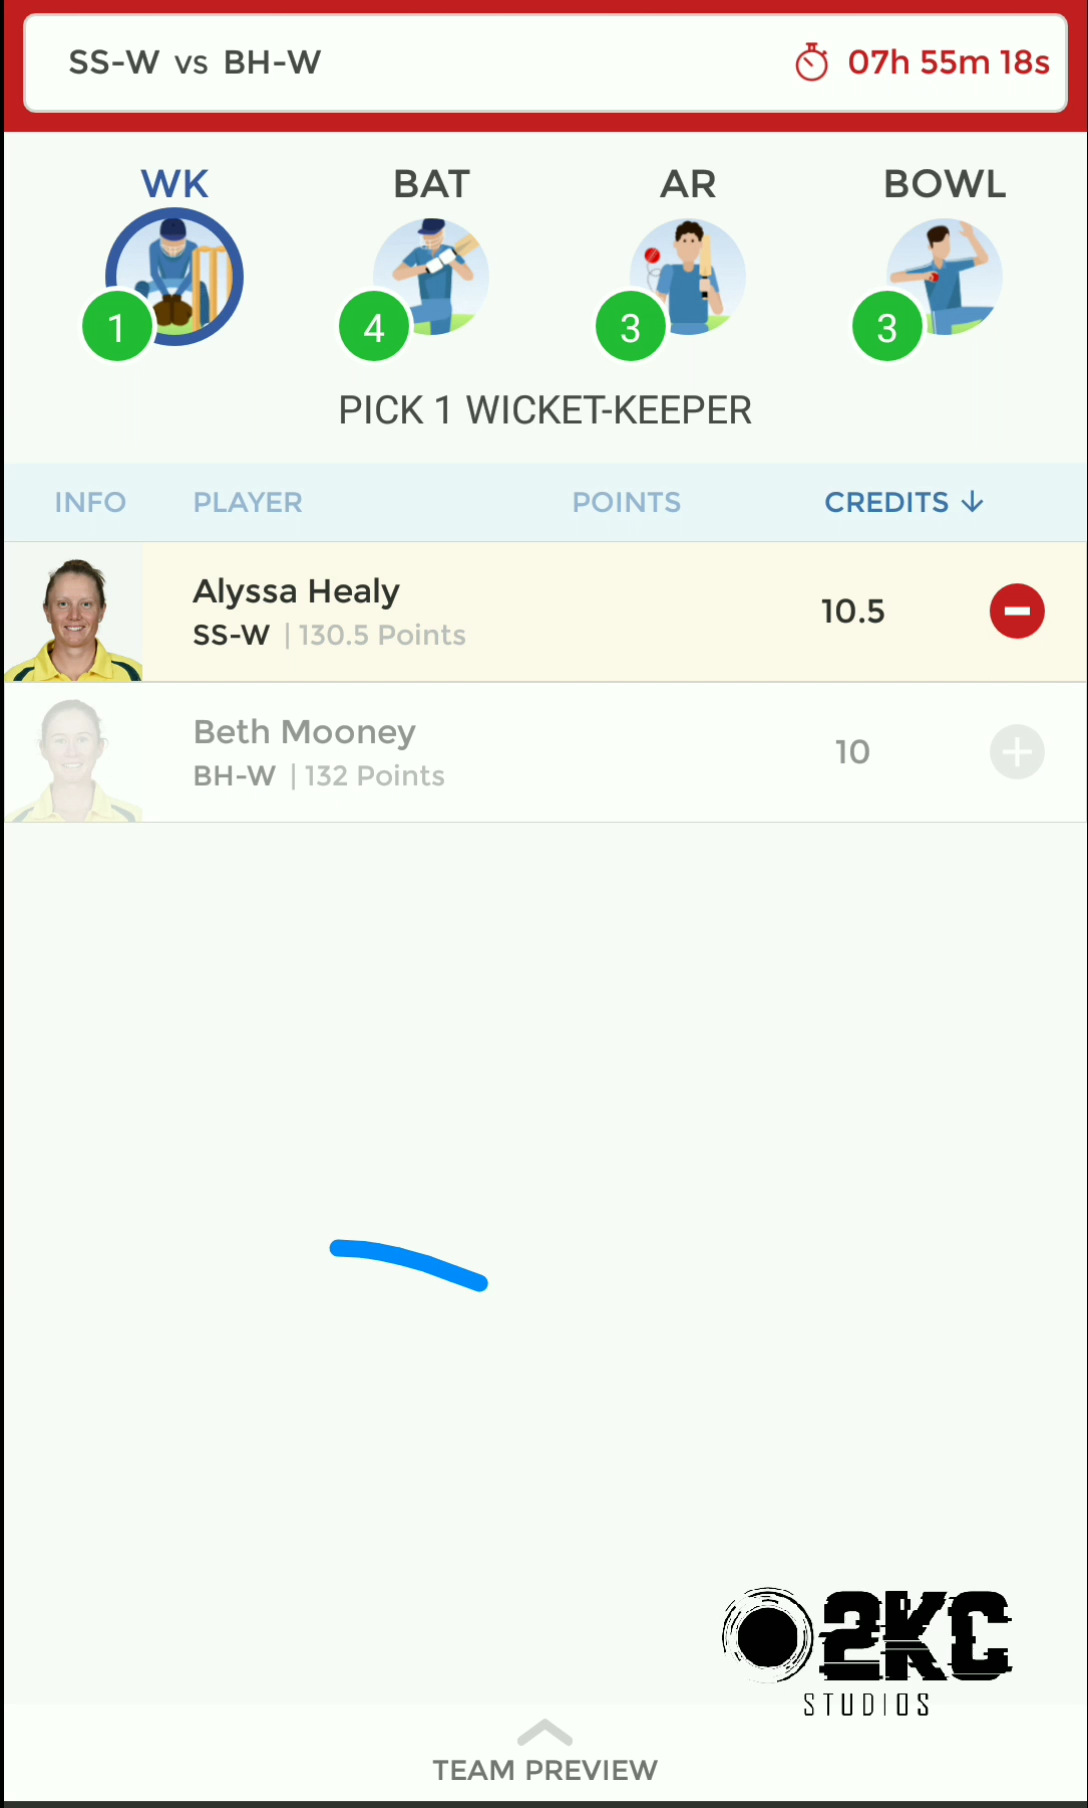 SS-W vs BH-W 07h 55m 18s
WK BAT AR BOWL
1 4 3 3
PICK 1 WICKET-KEEPER
INFO PLAYER POINTS CREDITS
Alyssa Healy
SS-W | 130.5 Points
10.5
Beth Mooney
BH-W | 132 Points
10
2KC
STUDIOS
TEAM PREVIEW